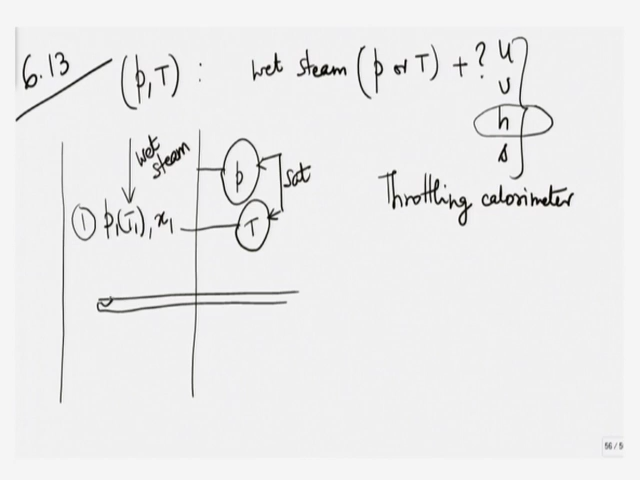 6.13
(p,T) : wet steam (p or T) + ? u
v
h
s
wet steam
p
sat
① p₁(T₁), x₁
T
Throttling calorimeter
56/5